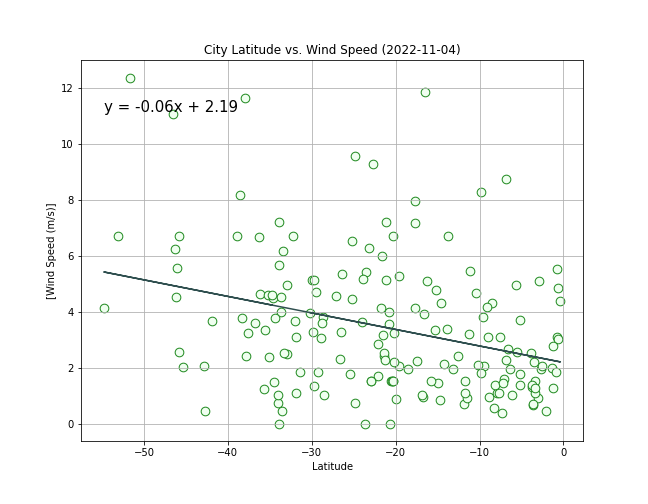 City Latitude vs. Wind Speed (2022-11-04)
12
y = -0.06x + 2.19
10
8
6
4
2
0
[Wind Speed (m/s)]
−50 −40 −30 −20 −10 0
Latitude